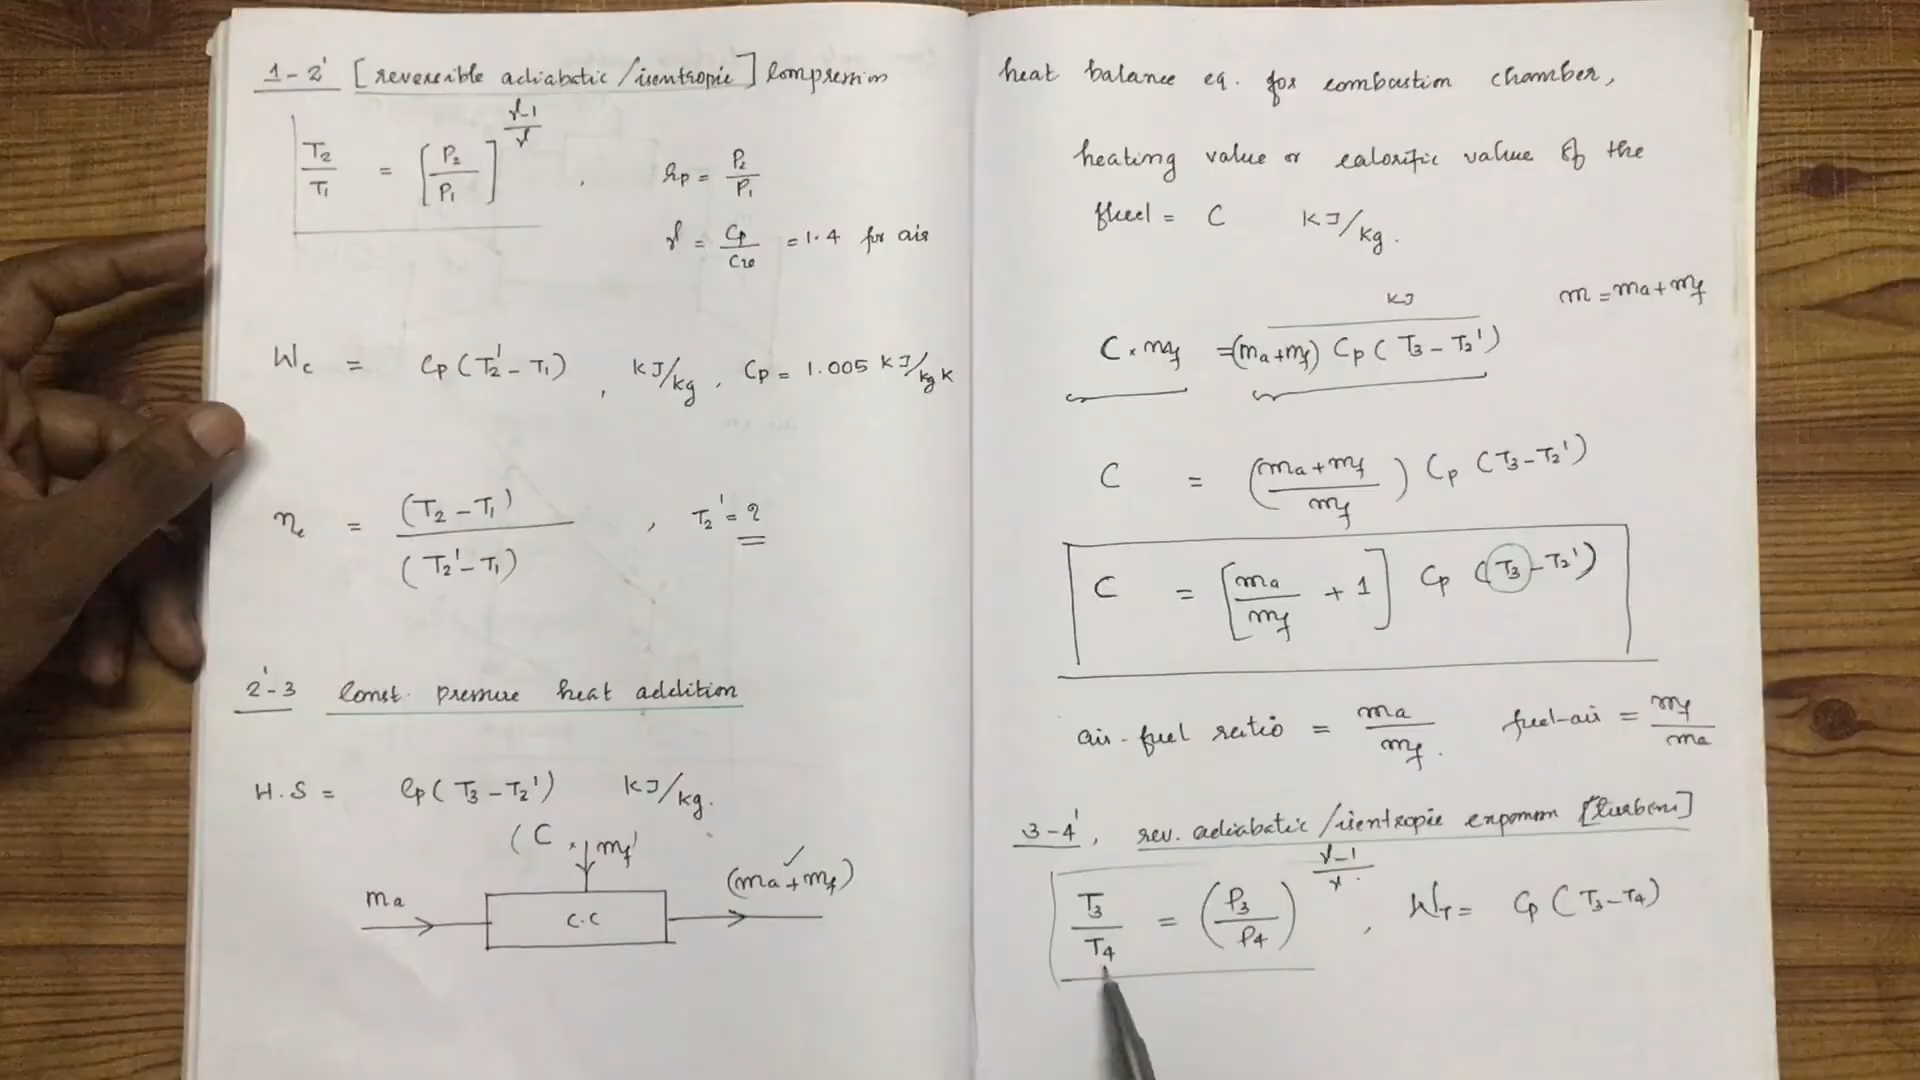 1-2' [reversible adiabatic/isentropic] Compression
T2/T1 = [P2/P1]^(γ-1)/γ , rp = P2/P1
γ = Cp/Cv = 1.4 for air
Wc = Cp(T2'-T1) , KJ/kg , Cp = 1.005 KJ/kg K
ηc = (T2-T1)/(T2'-T1) , T2' = ?
2'-3 Const. pressure heat addition
H.S = Cp(T3-T2') KJ/kg.
(C × mf)
ma C.C (ma+mf)
heat balance eq. for combustion chamber,
heating value or calorific value of the
fuel = C KJ/kg.
KJ m = ma+mf
C × mf = (ma+mf) Cp(T3-T2')
C = ((ma+mf)/mf) Cp (T3-T2')
C = [ma/mf + 1] Cp (T3-T2')
air-fuel ratio = ma/mf. fuel-air = mf/ma
3-4', rev. adiabatic/isentropic expansion [turbine]
T3/T4 = (P3/P4)^(γ-1)/γ. , WT = Cp(T3-T4)